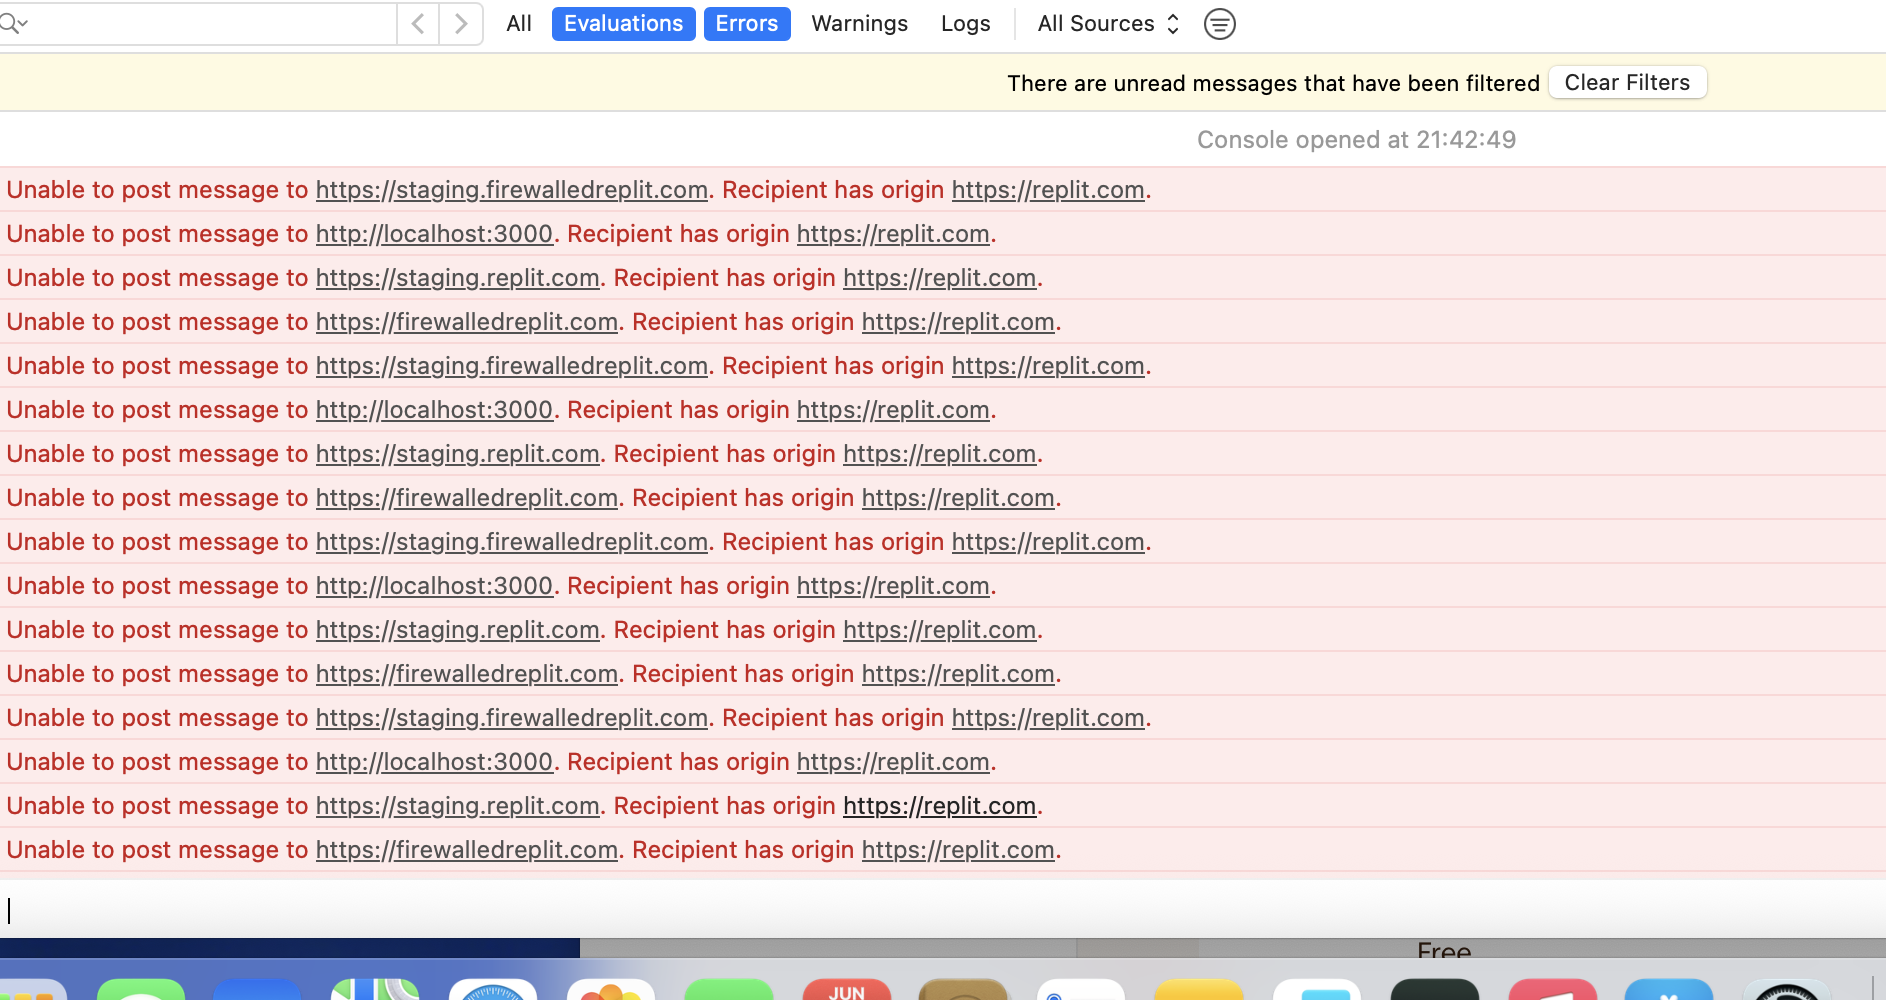 All Evaluations Errors Warnings Logs All Sources
There are unread messages that have been filtered Clear Filters
Console opened at 21:42:49
Unable to post message to https://staging.firewalledreplit.com. Recipient has origin https://replit.com.
Unable to post message to http://localhost:3000. Recipient has origin https://replit.com.
Unable to post message to https://staging.replit.com. Recipient has origin https://replit.com.
Unable to post message to https://firewalledreplit.com. Recipient has origin https://replit.com.
Unable to post message to https://staging.firewalledreplit.com. Recipient has origin https://replit.com.
Unable to post message to http://localhost:3000. Recipient has origin https://replit.com.
Unable to post message to https://staging.replit.com. Recipient has origin https://replit.com.
Unable to post message to https://firewalledreplit.com. Recipient has origin https://replit.com.
Unable to post message to https://staging.firewalledreplit.com. Recipient has origin https://replit.com.
Unable to post message to http://localhost:3000. Recipient has origin https://replit.com.
Unable to post message to https://staging.replit.com. Recipient has origin https://replit.com.
Unable to post message to https://firewalledreplit.com. Recipient has origin https://replit.com.
Unable to post message to https://staging.firewalledreplit.com. Recipient has origin https://replit.com.
Unable to post message to http://localhost:3000. Recipient has origin https://replit.com.
Unable to post message to https://staging.replit.com. Recipient has origin https://replit.com.
Unable to post message to https://firewalledreplit.com. Recipient has origin https://replit.com.
Free
JUN